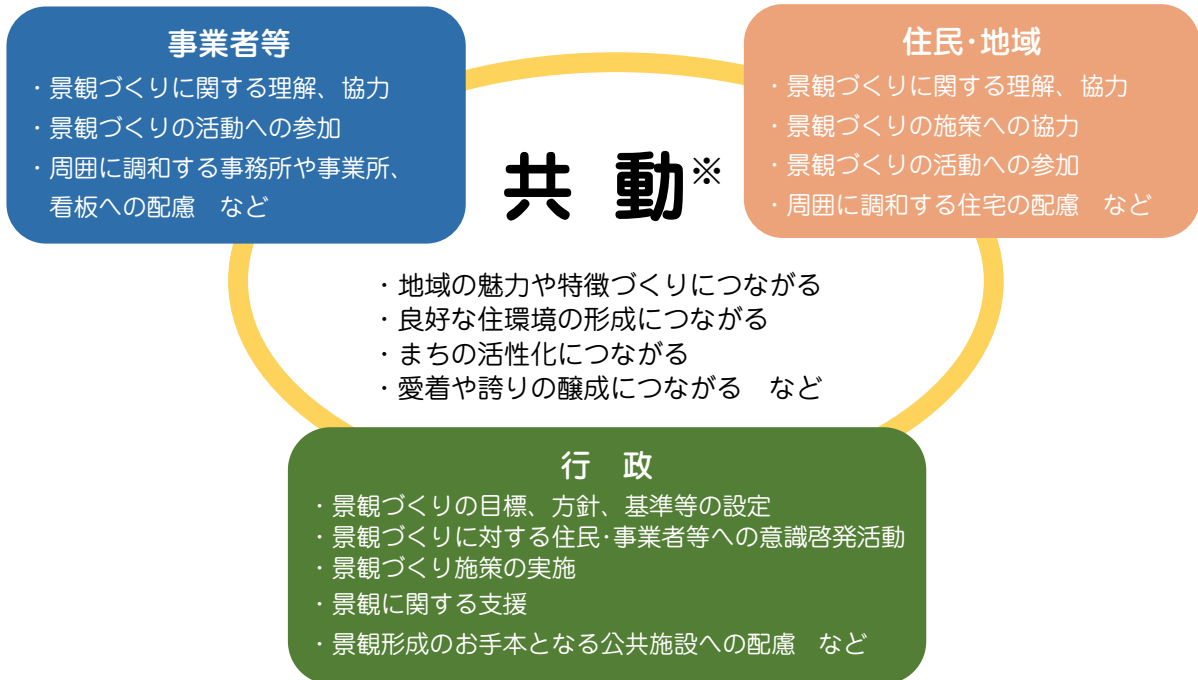 事業者等
・景観づくりに関する理解、協力
・景観づくりの活動への参加
・周囲に調和する事務所や事業所、
看板への配慮　など
住民･地域
・景観づくりに関する理解、協力
・景観づくりの施策への協力
・景観づくりの活動への参加
・周囲に調和する住宅の配慮　など
共 動※
・地域の魅力や特徴づくりにつながる
・良好な住環境の形成につながる
・まちの活性化につながる
・愛着や誇りの醸成につながる　など
行　政
・景観づくりの目標、方針、基準等の設定
・景観づくりに対する住民･事業者等への意識啓発活動
・景観づくり施策の実施
・景観に関する支援
・景観形成のお手本となる公共施設への配慮　など